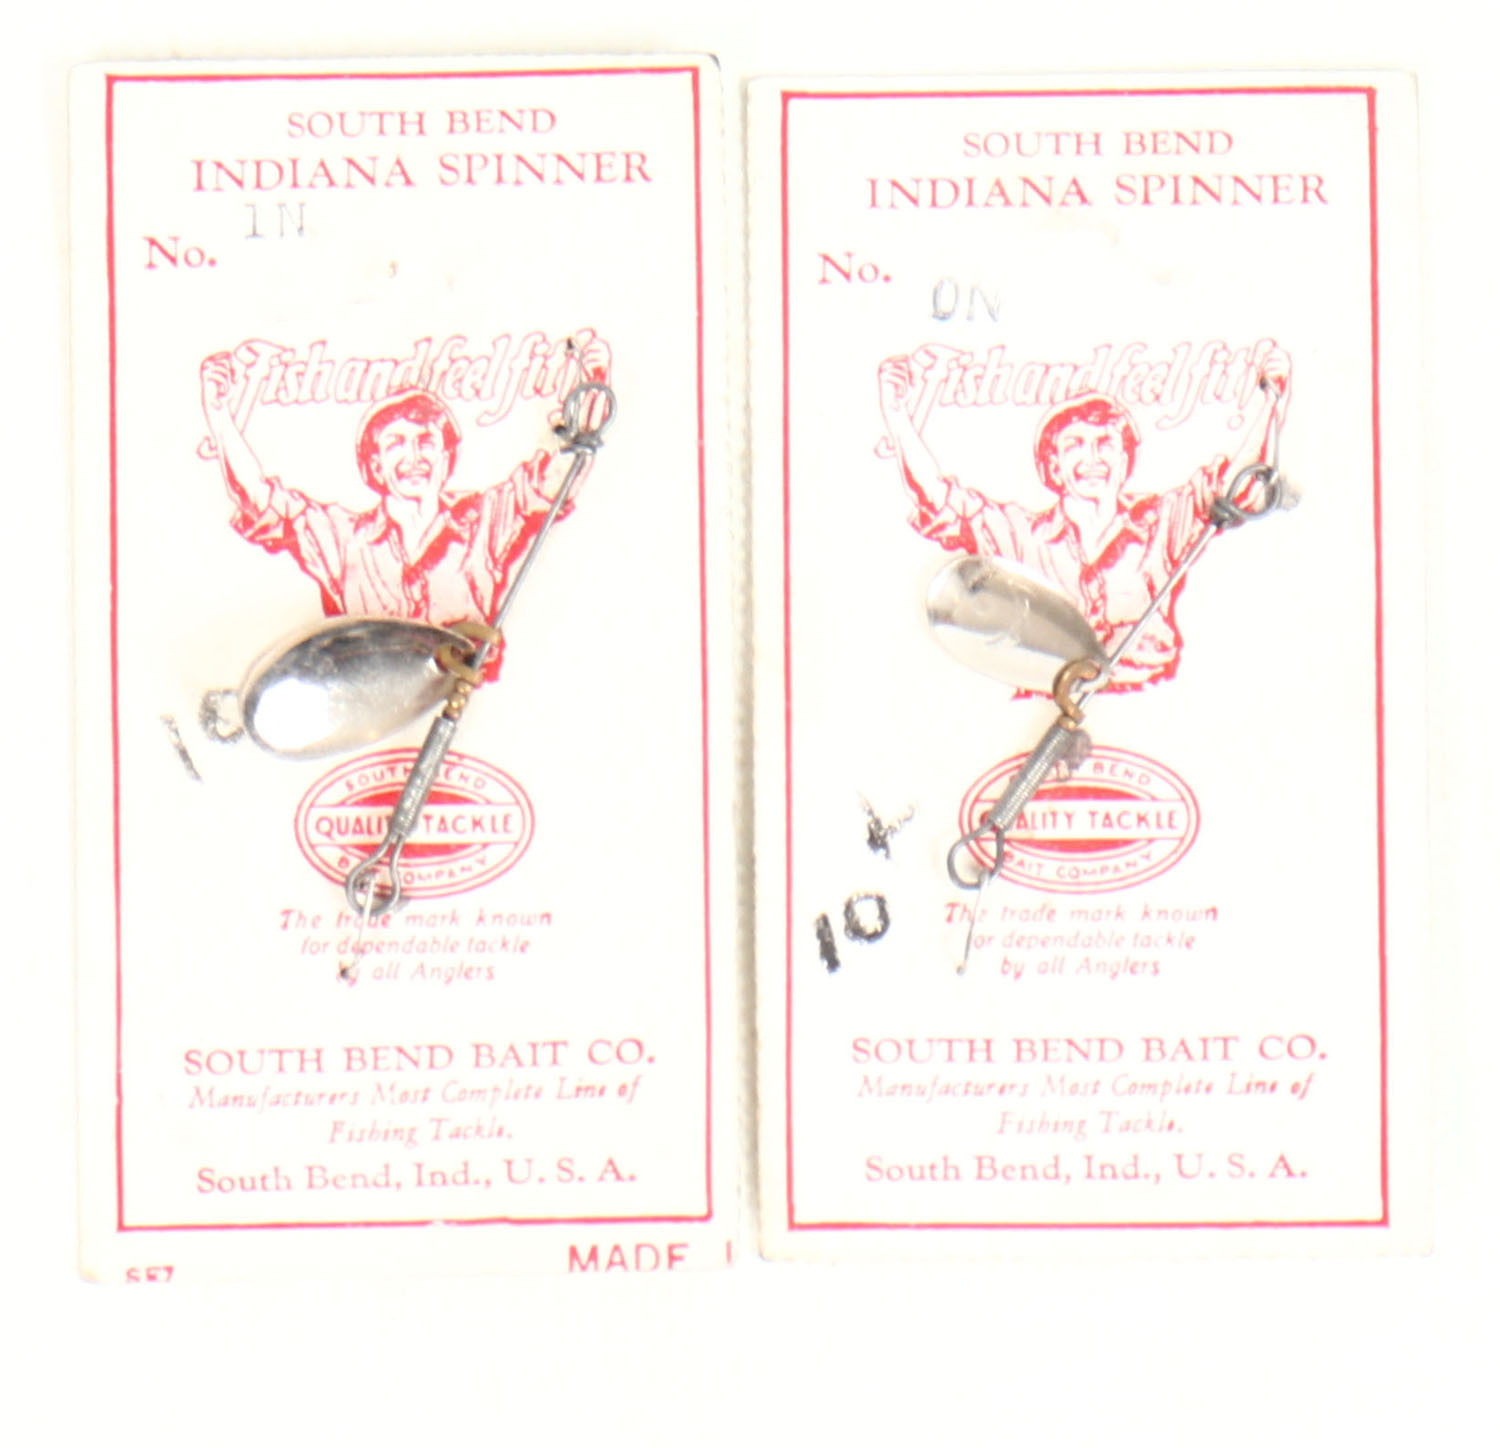 SOUTH BEND
INDIANA SPINNER
1N
No.
Fish and feel fit!
10
SOUTH BEND
QUALITY TACKLE
BAIT COMPANY
The trade mark known
for dependable tackle
by all Anglers
SOUTH BEND BAIT CO.
Manufacturers Most Complete Line of
Fishing Tackle.
South Bend, Ind., U. S. A.
MADE
SOUTH BEND
INDIANA SPINNER
No.
0N
Fish and feel fit!
10
SOUTH BEND
QUALITY TACKLE
BAIT COMPANY
The trade mark known
for dependable tackle
by all Anglers
SOUTH BEND BAIT CO.
Manufacturers Most Complete Line of
Fishing Tackle.
South Bend, Ind., U. S. A.